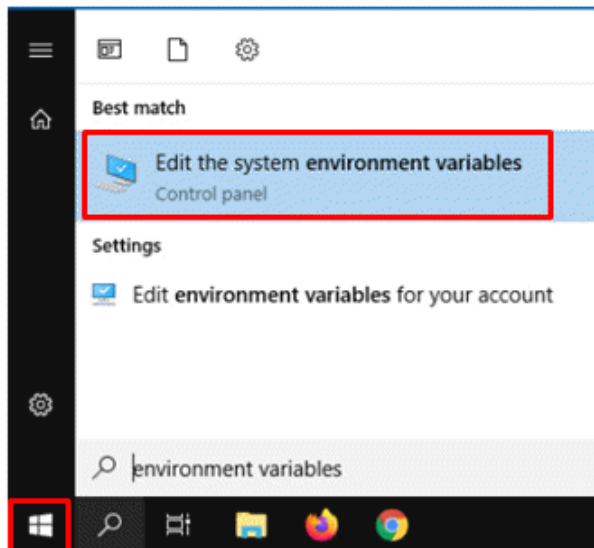 Best match
Edit the system environment variables
Control panel
Settings
Edit environment variables for your account
environment variables